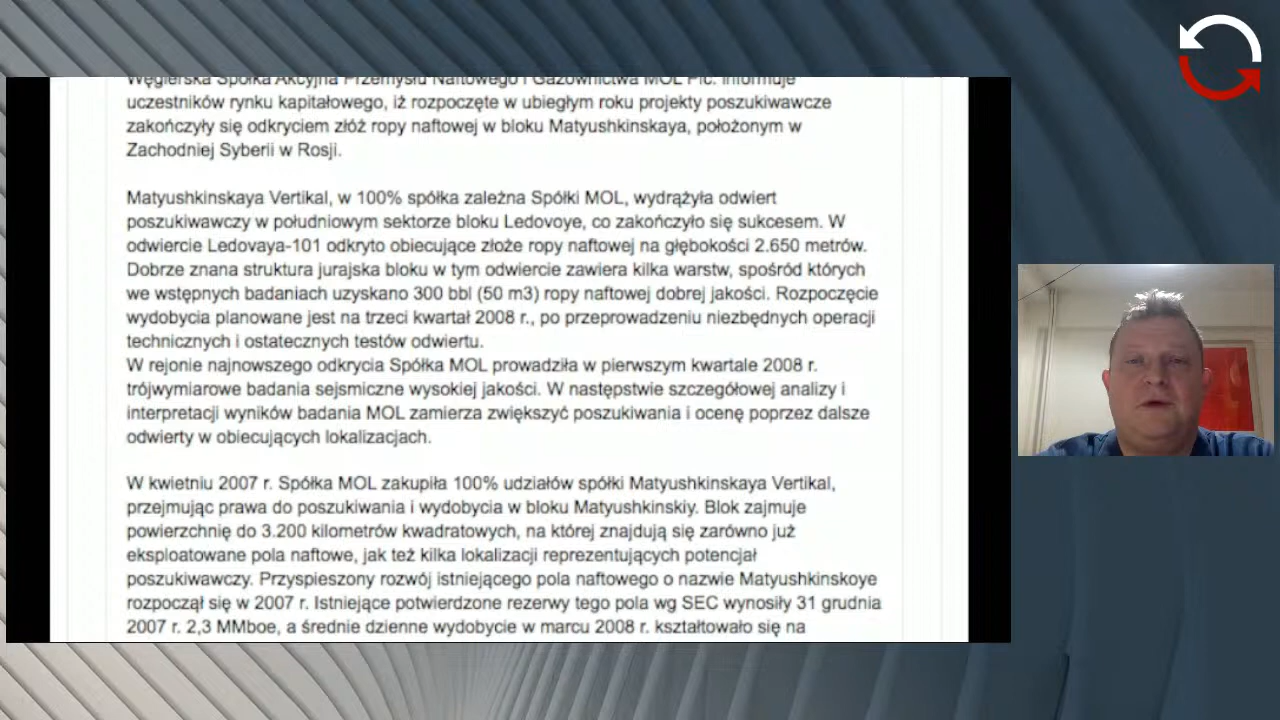 Węgierska Spółka Akcyjna Przemysłu Naftowego i Gazownictwa MOL Plc. informuje
uczestników rynku kapitałowego, iż rozpoczęte w ubiegłym roku projekty poszukiwawcze
zakończyły się odkryciem złóż ropy naftowej w bloku Matyushkinskaya, położonym w
Zachodniej Syberii w Rosji.
Matyushkinskaya Vertikal, w 100% spółka zależna Spółki MOL, wydrążyła odwiert
poszukiwawczy w południowym sektorze bloku Ledovoye, co zakończyło się sukcesem. W
odwiercie Ledovaya-101 odkryto obiecujące złoże ropy naftowej na głębokości 2.650 metrów.
Dobrze znana struktura jurajska bloku w tym odwiercie zawiera kilka warstw, spośród których
we wstępnych badaniach uzyskano 300 bbl (50 m3) ropy naftowej dobrej jakości. Rozpoczęcie
wydobycia planowane jest na trzeci kwartał 2008 r., po przeprowadzeniu niezbędnych operacji
technicznych i ostatecznych testów odwiertu.
W rejonie najnowszego odkrycia Spółka MOL prowadziła w pierwszym kwartale 2008 r.
trójwymiarowe badania sejsmiczne wysokiej jakości. W następstwie szczegółowej analizy i
interpretacji wyników badania MOL zamierza zwiększyć poszukiwania i ocenę poprzez dalsze
odwierty w obiecujących lokalizacjach.
W kwietniu 2007 r. Spółka MOL zakupiła 100% udziałów spółki Matyushkinskaya Vertikal,
przejmując prawa do poszukiwania i wydobycia w bloku Matyushkinskiy. Blok zajmuje
powierzchnię do 3.200 kilometrów kwadratowych, na której znajdują się zarówno już
eksploatowane pola naftowe, jak też kilka lokalizacji reprezentujących potencjał
poszukiwawczy. Przyspieszony rozwój istniejącego pola naftowego o nazwie Matyushkinskoye
rozpoczął się w 2007 r. Istniejące potwierdzone rezerwy tego pola wg SEC wynosiły 31 grudnia
2007 r. 2,3 MMboe, a średnie dzienne wydobycie w marcu 2008 r. kształtowało się na